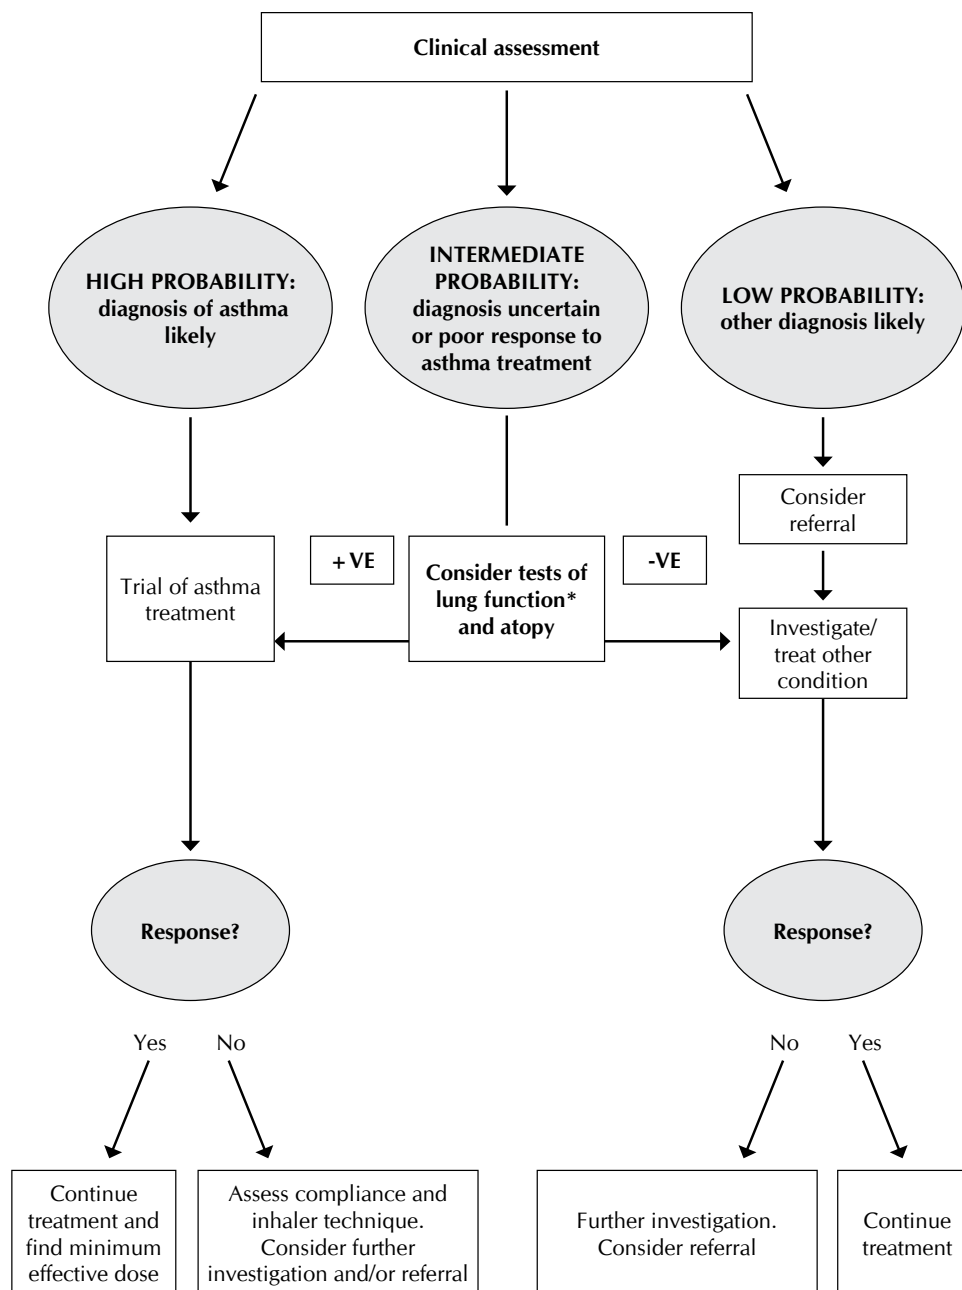 Clinical assessment
HIGH PROBABILITY:
diagnosis of asthma
likely
INTERMEDIATE
PROBABILITY:
diagnosis uncertain
or poor response to
asthma treatment
LOW PROBABILITY:
other diagnosis likely
Consider
referral
Trial of asthma
treatment
+ VE
Consider tests of
lung function*
and atopy
-VE
Investigate/
treat other
condition
Response?
Response?
Yes
No
No
Yes
Continue
treatment and
find minimum
effective dose
Assess compliance and
inhaler technique.
Consider further
investigation and/or referral
Further investigation.
Consider referral
Continue
treatment